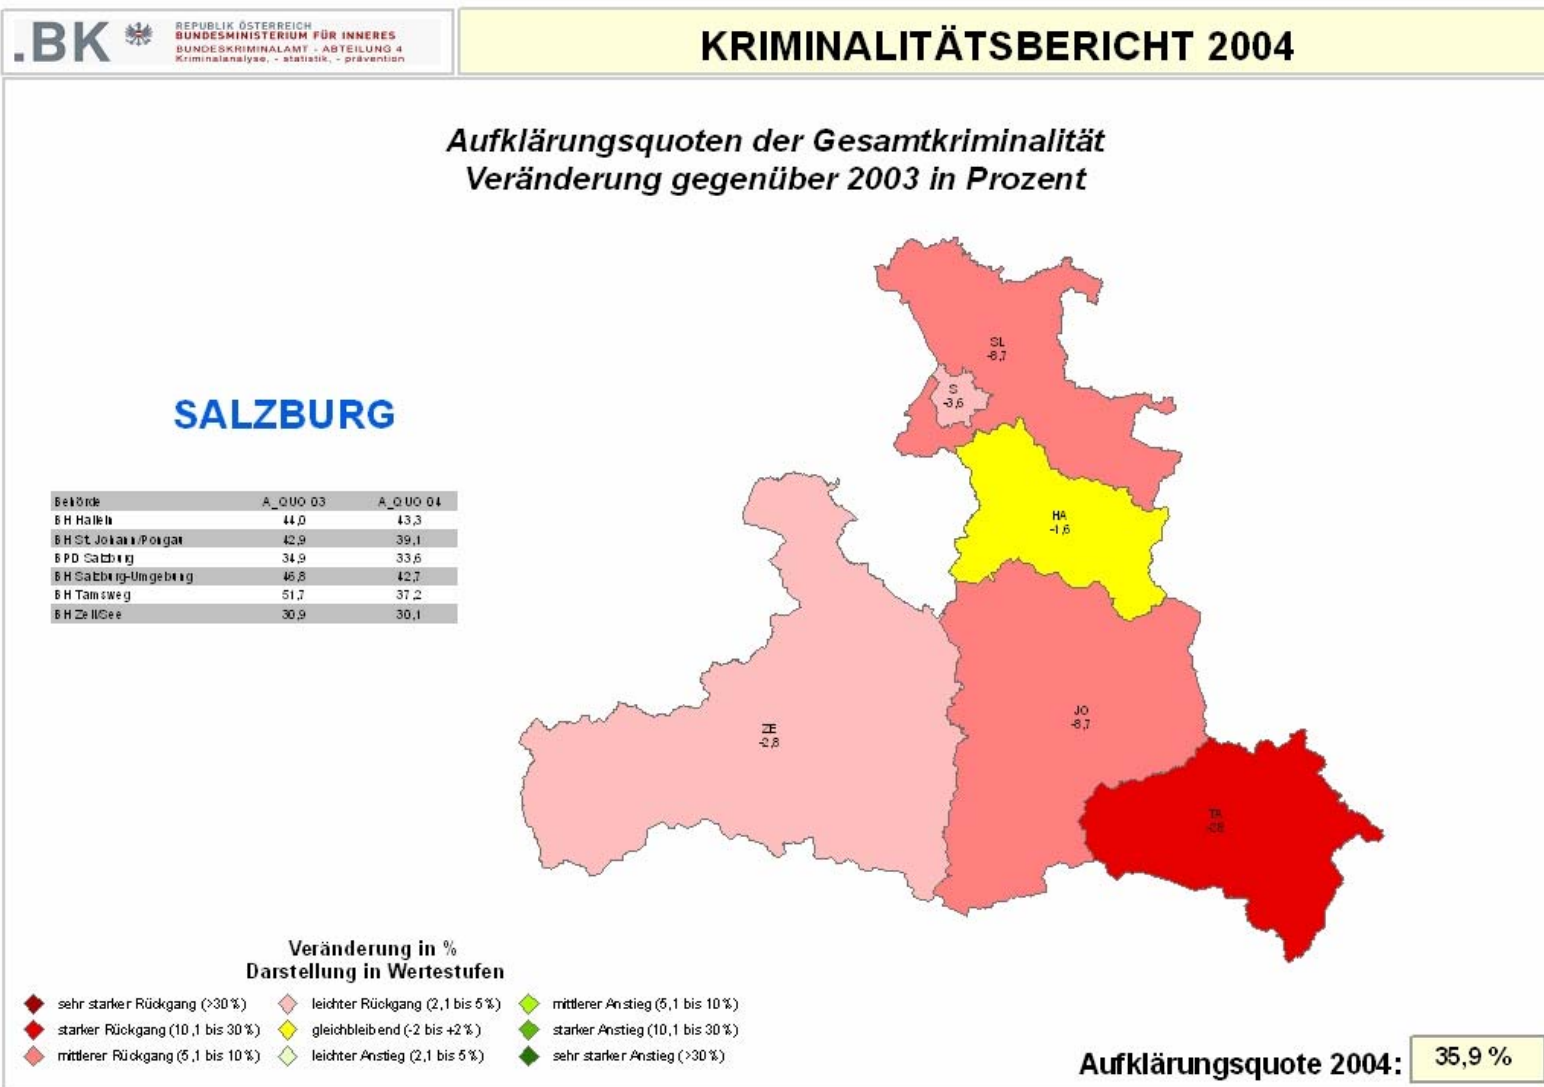 .BK
REPUBLIK ÖSTERREICH
BUNDESMINISTERIUM FÜR INNERES
BUNDESKRIMINALAMT - ABTEILUNG 4
Kriminalanalyse, - statistik, - prävention
KRIMINALITÄTSBERICHT 2004
Aufklärungsquoten der Gesamtkriminalität
Veränderung gegenüber 2003 in Prozent
SALZBURG
Behörde A_QUO 03 A_QUO 04
BH Hallein 44,0 43,3
BH St. Johann/Pongau 42,9 39,1
BPD Salzburg 34,9 33,6
BH Salzburg-Umgebung 46,8 42,7
BH Tamsweg 51,7 37,2
BH Zell/See 30,9 30,1
SL
-8,7
S
-3,6
HA
-1,6
JO
-8,7
ZE
-2,8
TA
-28
Veränderung in %
Darstellung in Wertestufen
sehr starker Rückgang (>30%)
starker Rückgang (10,1 bis 30%)
mittlerer Rückgang (5,1 bis 10%)
leichter Rückgang (2,1 bis 5%)
gleichbleibend (-2 bis +2%)
leichter Anstieg (2,1 bis 5%)
mittlerer Anstieg (5,1 bis 10%)
starker Anstieg (10,1 bis 30%)
sehr starker Anstieg (>30%)
Aufklärungsquote 2004: 35,9 %